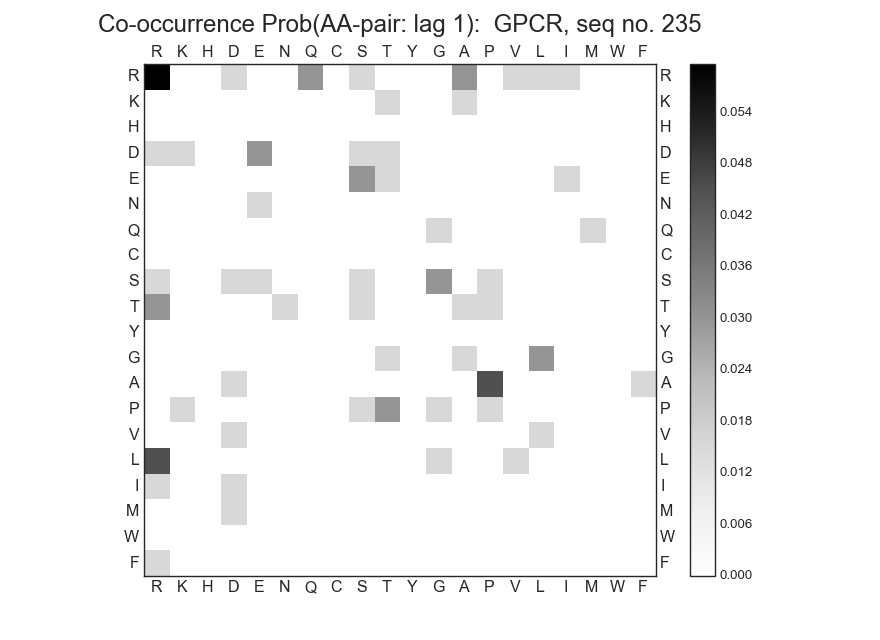 Co-occurrence Prob(AA-pair: lag 1):  GPCR, seq no. 235
R K H D E N Q C S T Y G A P V L I M W F
R R
K K
H H
D D
E E
N N
Q Q
C C
S S
T T
Y Y
G G
A A
P P
V V
L L
I I
M M
W W
F F
R K H D E N Q C S T Y G A P V L I M W F
0.054
0.048
0.042
0.036
0.030
0.024
0.018
0.012
0.006
0.000